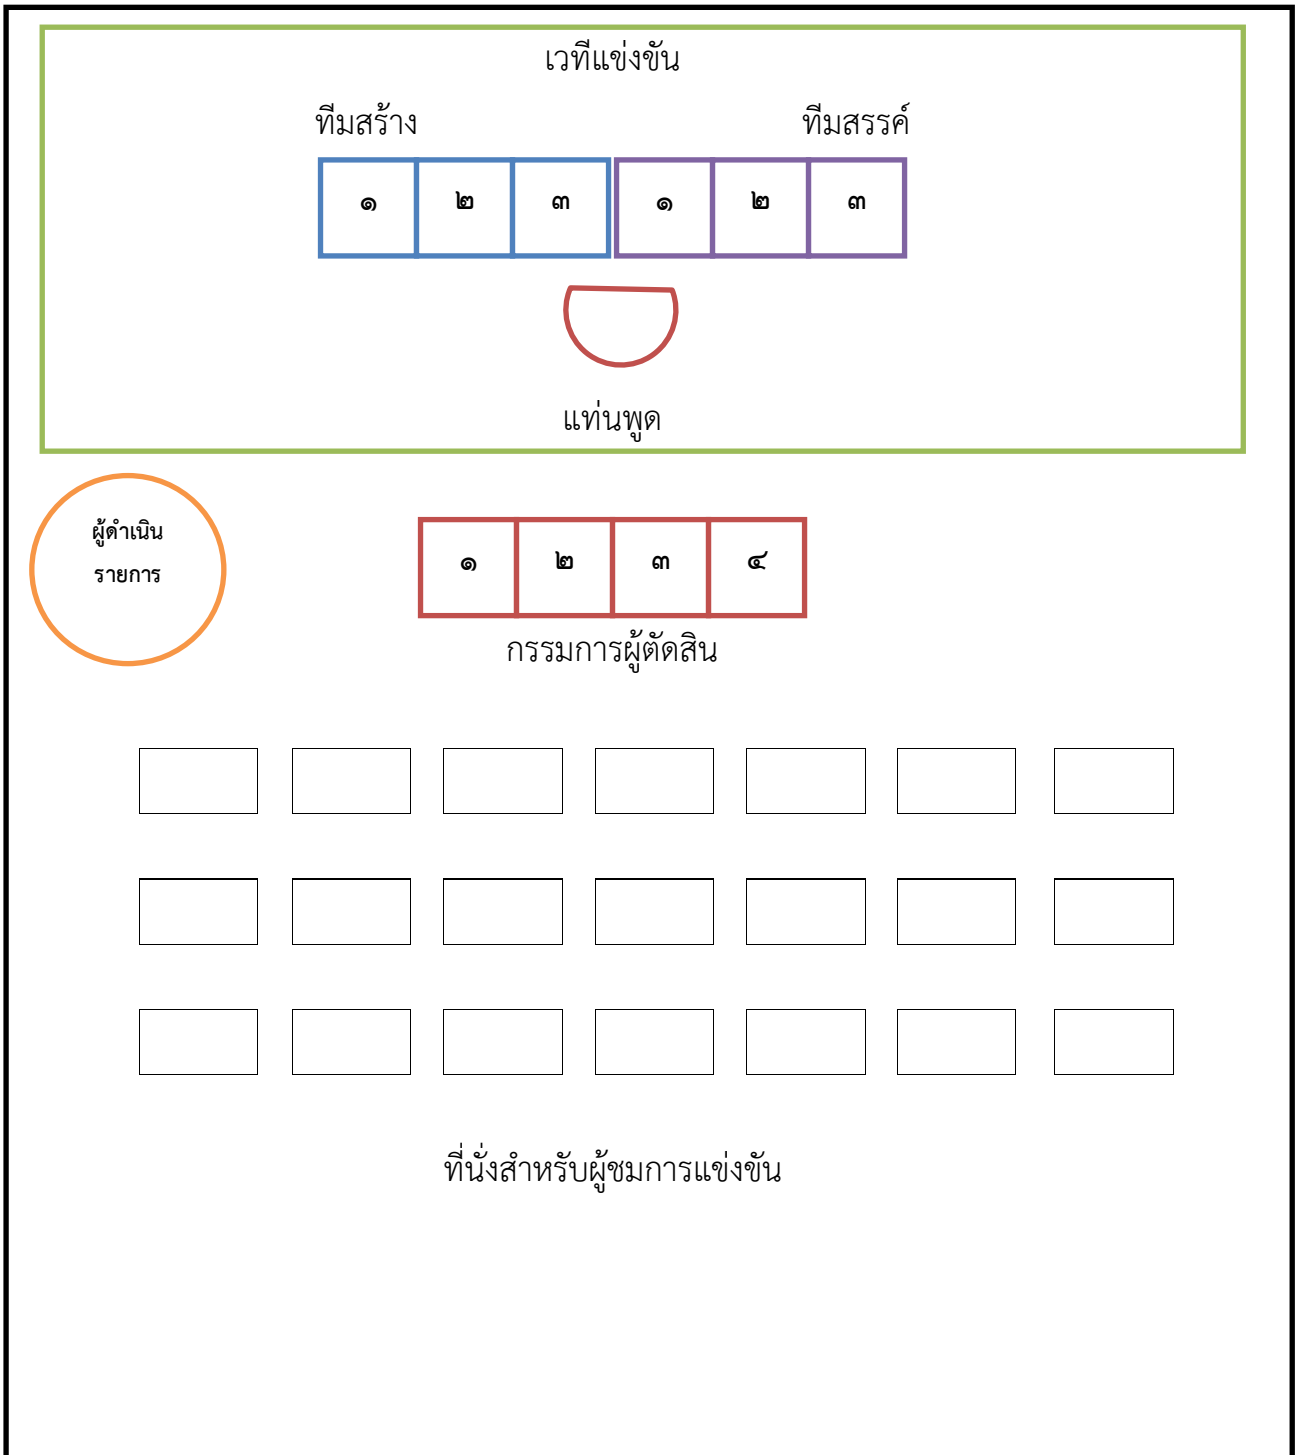 เวทีแข่งขัน
ทีมสร้าง ทีมสรรค์
๑ ๒ ๓ ๑ ๒ ๓
แท่นพูด
ผู้ดำเนิน
รายการ
๑ ๒ ๓ ๔
กรรมการผู้ตัดสิน
ที่นั่งสำหรับผู้ชมการแข่งขัน